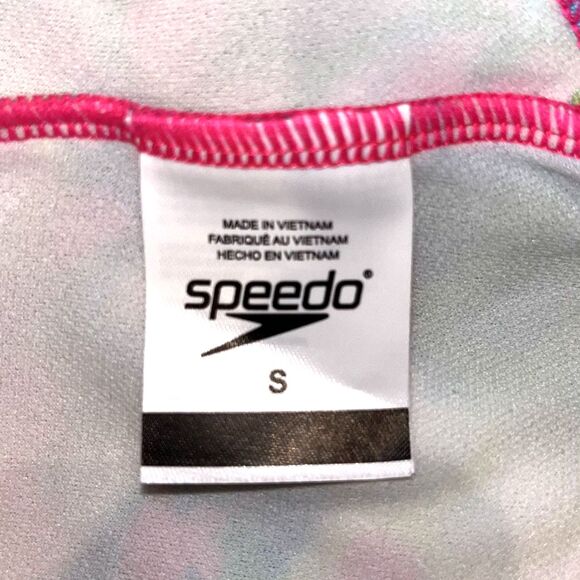 MADE IN VIETNAM
FABRIQUÉ AU VIETNAM
HECHO EN VIETNAM
speedo®
S